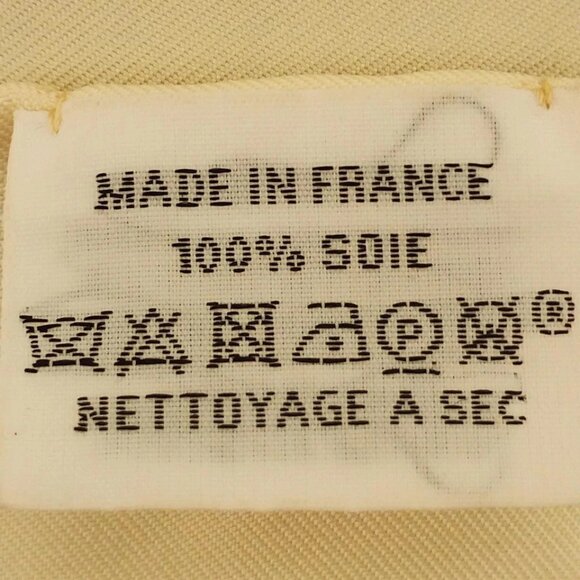 MADE IN FRANCE
100% SOIE
P ®
NETTOYAGE A SEC